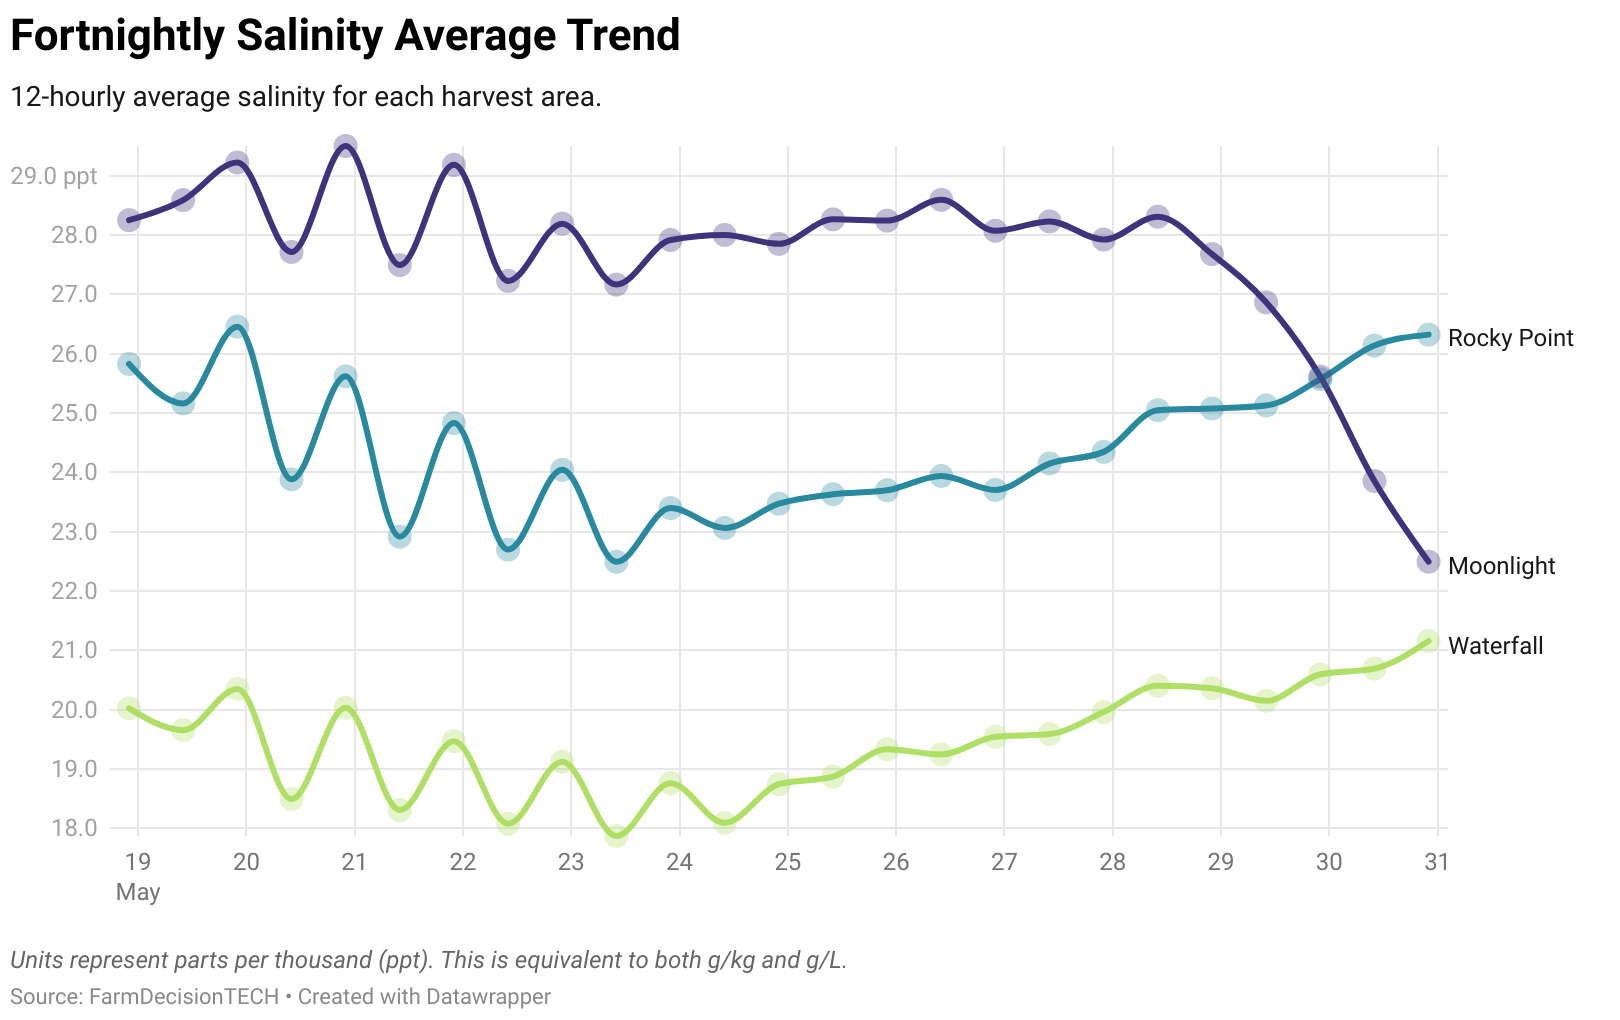 Fortnightly Salinity Average Trend
12-hourly average salinity for each harvest area.
29.0 ppt
28.0
27.0
26.0
Rocky Point
25.0
24.0
23.0
Moonlight
22.0
21.0
Waterfall
20.0
19.0
18.0
19 20 21 22 23 24 25 26 27 28 29 30 31
May
Units represent parts per thousand (ppt). This is equivalent to both g/kg and g/L.
Source: FarmDecisionTECH • Created with Datawrapper